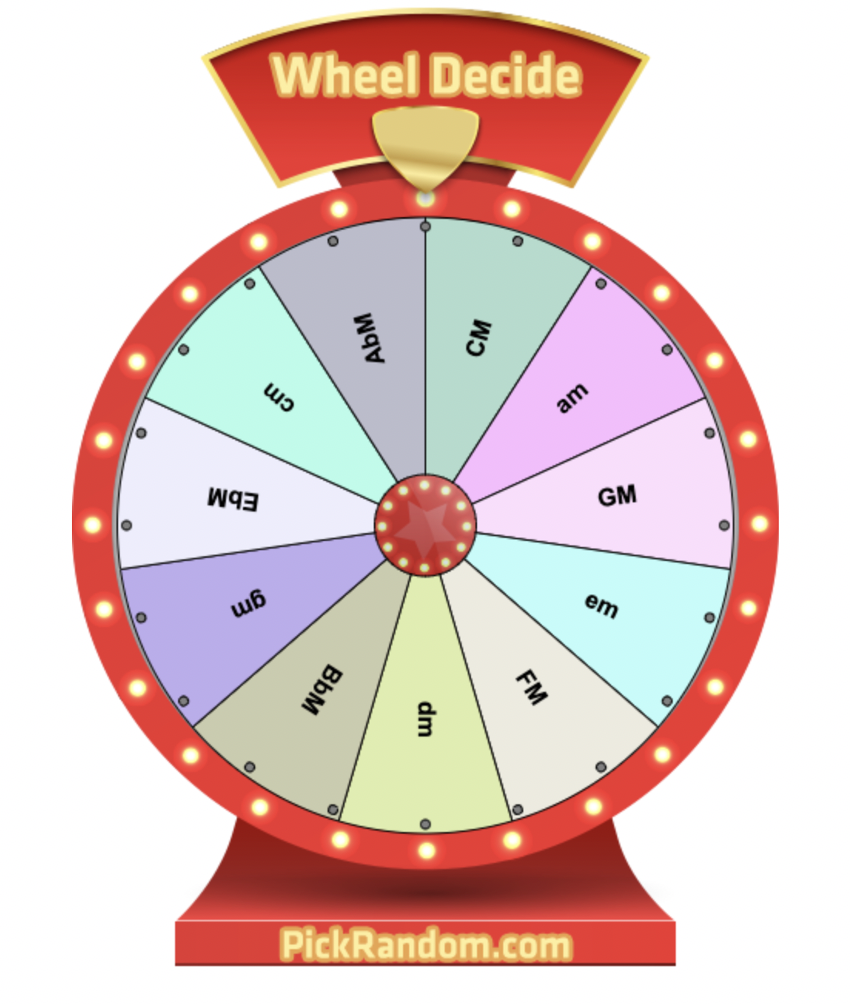 Wheel Decide
CM
am
GM
em
FM
dm
BbM
gm
EbM
cm
AbM
PickRandom.com